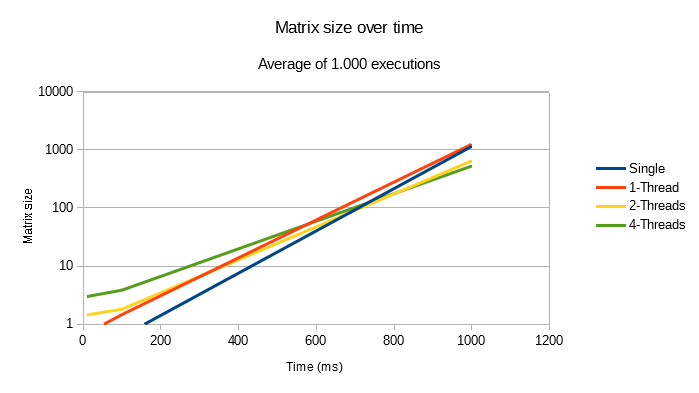 Matrix size over time
Average of 1.000 executions
10000
1000
100
10
1
Matrix size
0 200 400 600 800 1000 1200
Time (ms)
Single
1-Thread
2-Threads
4-Threads